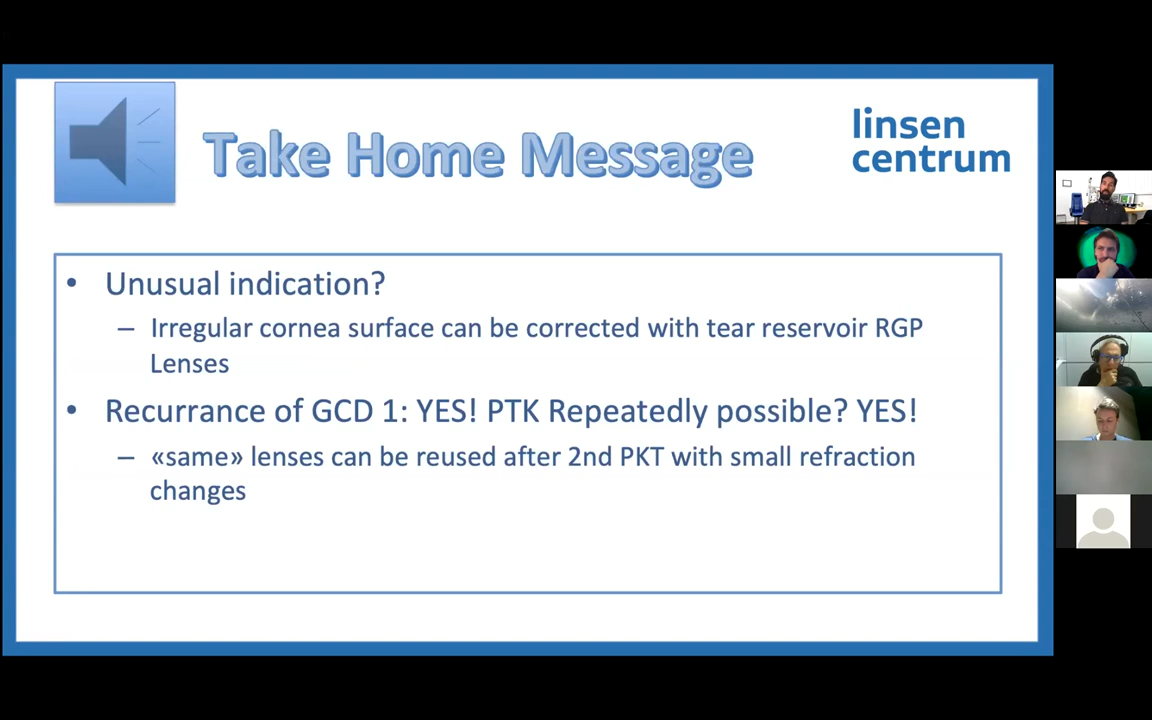 Take Home Message
linsen
centrum
• Unusual indication?
– Irregular cornea surface can be corrected with tear reservoir RGP
Lenses
• Recurrance of GCD 1: YES! PTK Repeatedly possible? YES!
– «same» lenses can be reused after 2nd PKT with small refraction
changes